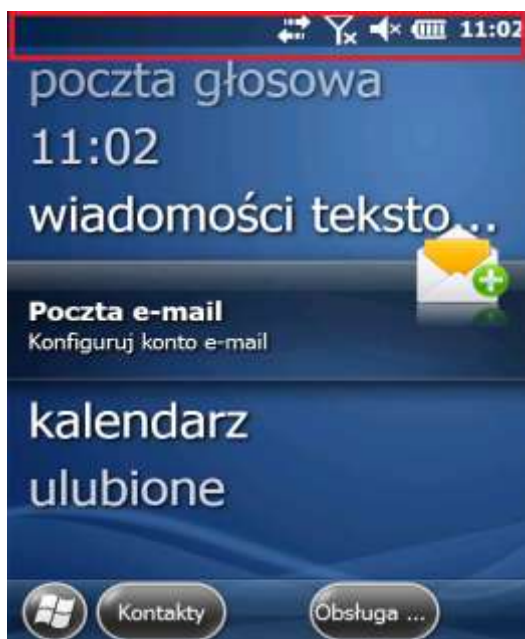 11:02
poczta głosowa
11:02
wiadomości teksto...
Poczta e-mail
Konfiguruj konto e-mail
kalendarz
ulubione
Kontakty
Obsługa ...